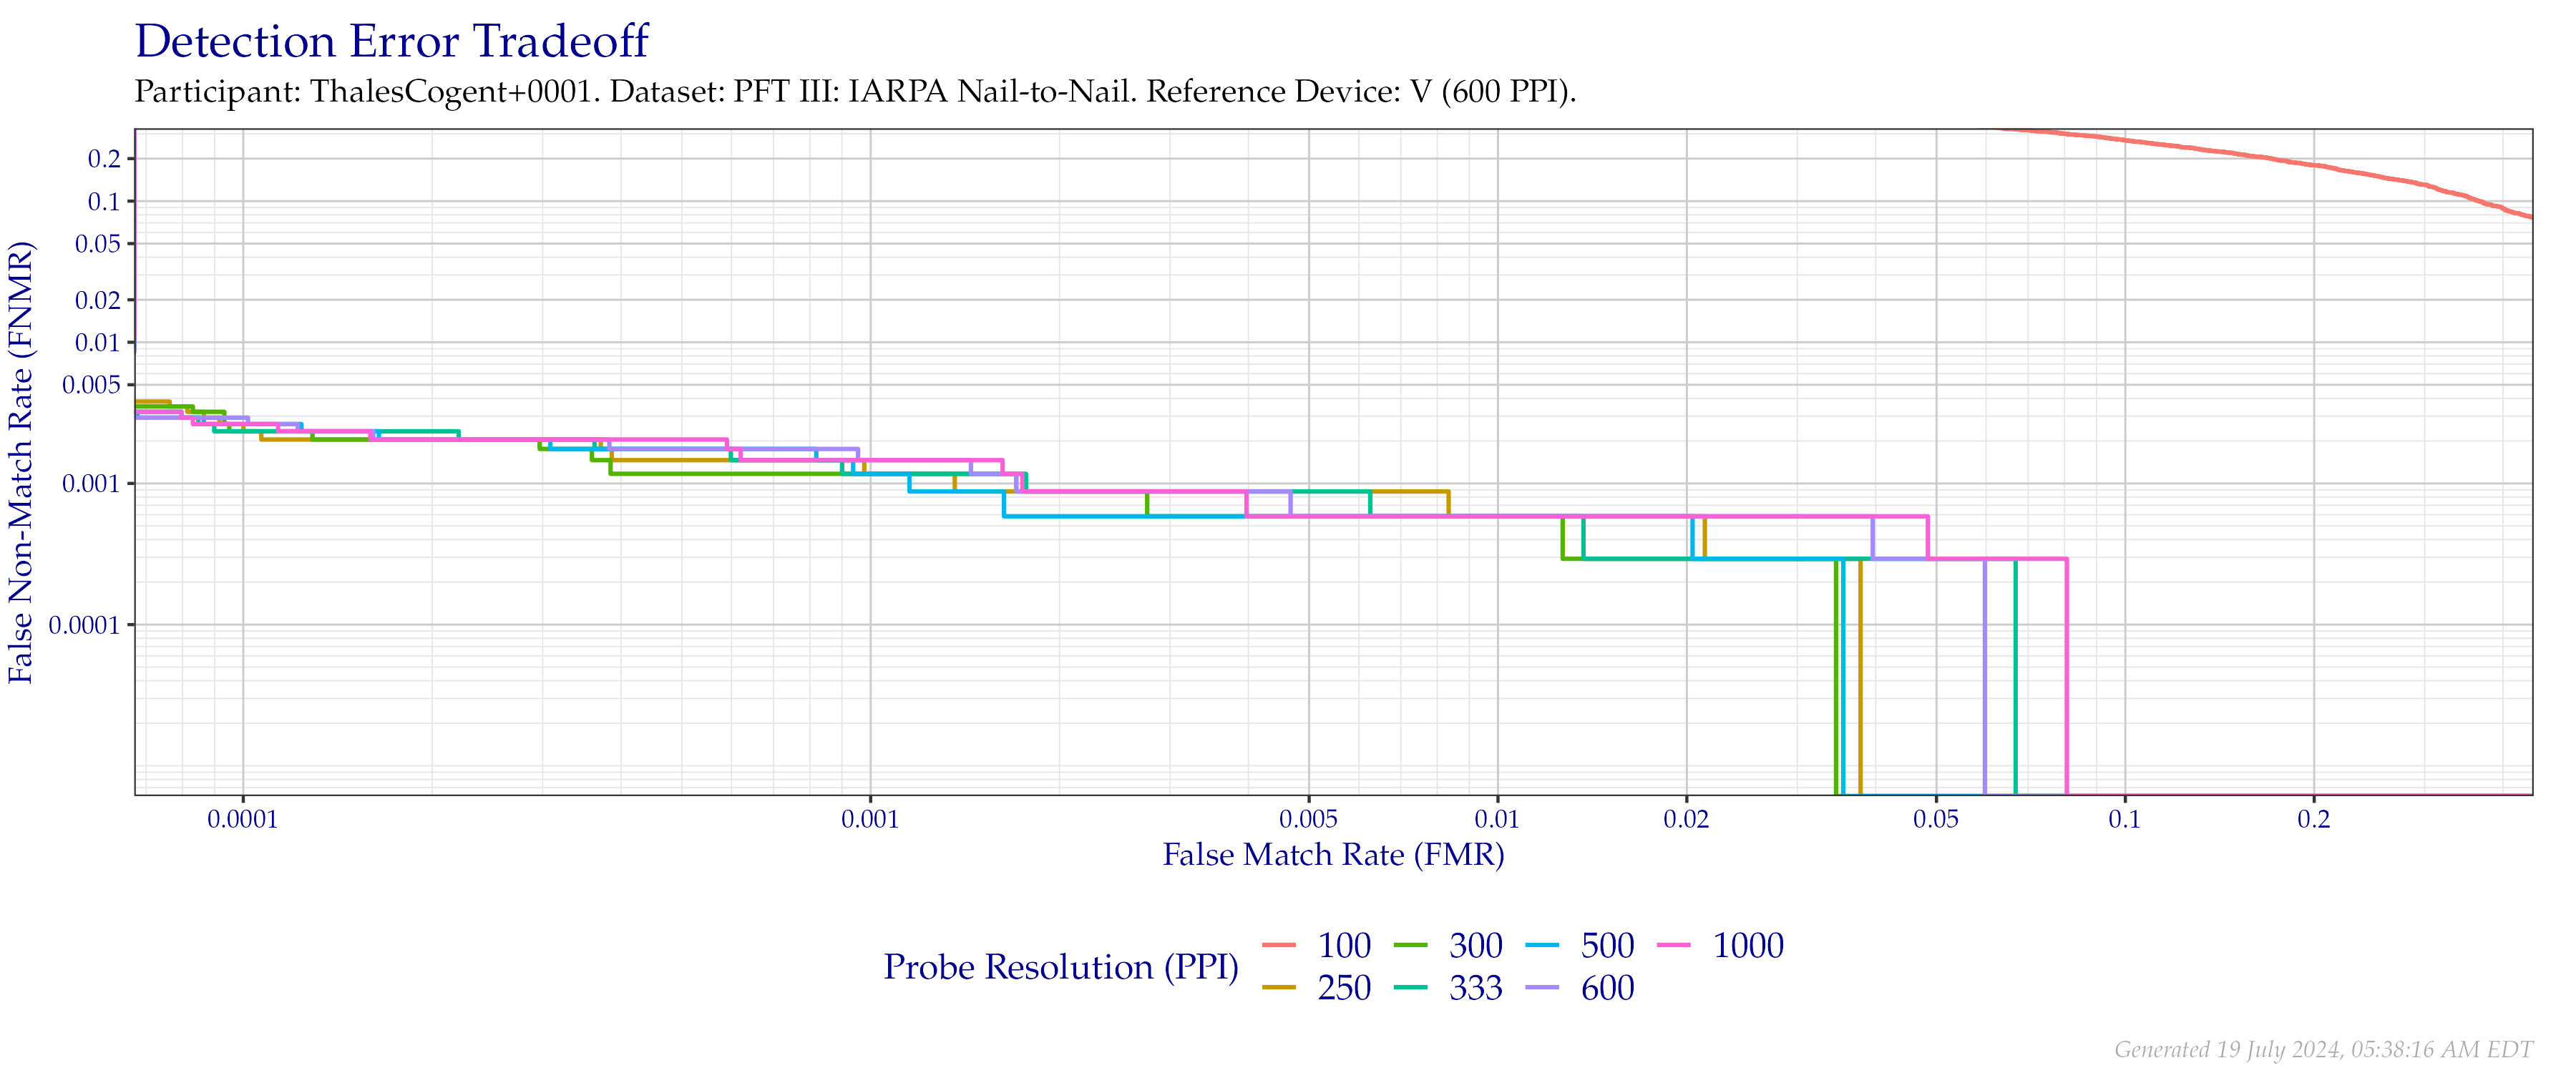 Detection Error Tradeoff
Participant: ThalesCogent+0001. Dataset: PFT III: IARPA Nail-to-Nail. Reference Device: V (600 PPI).
False Non-Match Rate (FNMR)
0.2
0.1
0.05
0.02
0.01
0.005
0.001
0.0001
0.0001 0.001 0.005 0.01 0.02 0.05 0.1 0.2
False Match Rate (FMR)
Probe Resolution (PPI)
100 300 500 1000
250 333 600
Generated 19 July 2024, 05:38:16 AM EDT